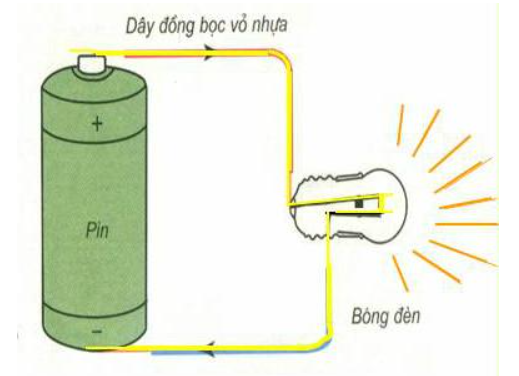 Dây đồng bọc vỏ nhựa
+
Pin
−
Bóng đèn